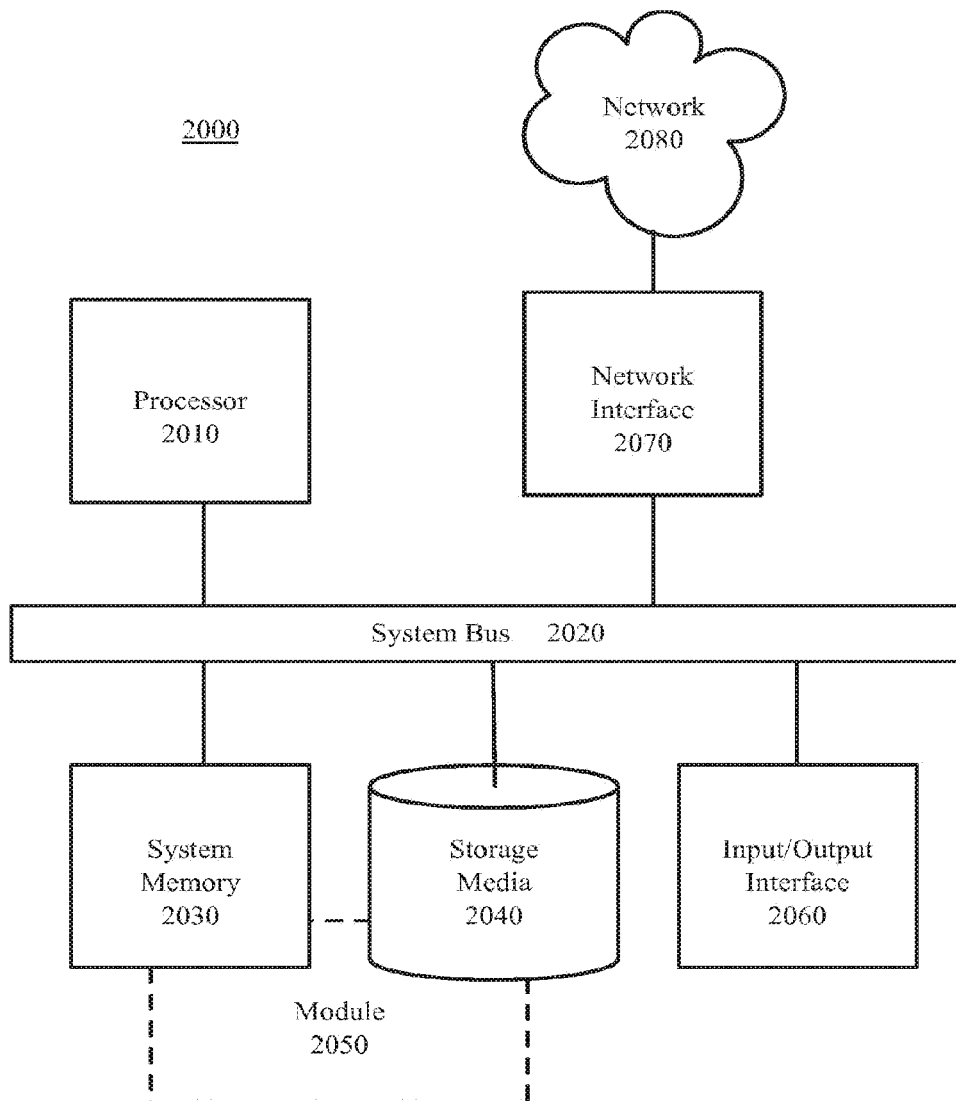 2000
Network
2080
Processor
2010
Network
Interface
2070
System Bus 2020
System
Memory
2030
Storage
Media
2040
Input/Output
Interface
2060
Module
2050